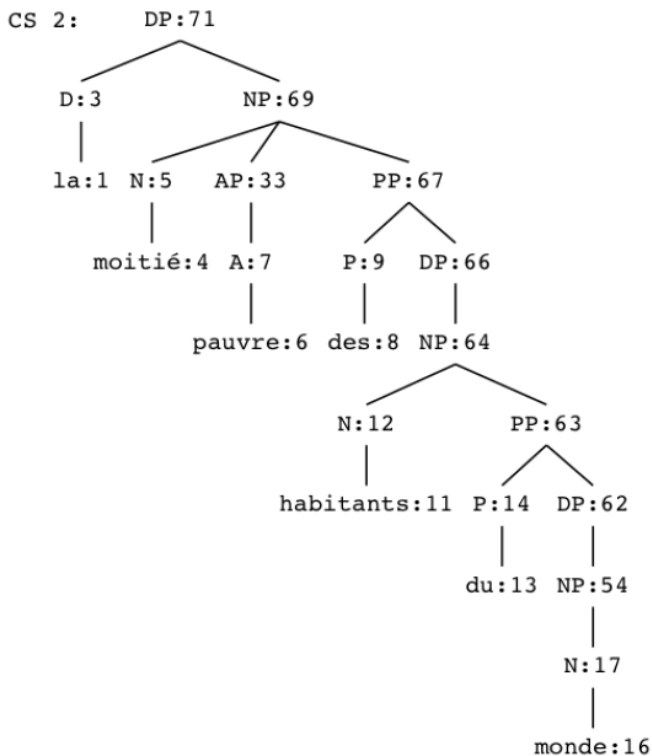 CS 2: DP:71
D:3 NP:69
la:1 N:5 AP:33 PP:67
moitié:4 A:7 P:9 DP:66
pauvre:6 des:8 NP:64
N:12 PP:63
habitants:11 P:14 DP:62
du:13 NP:54
N:17
monde:16